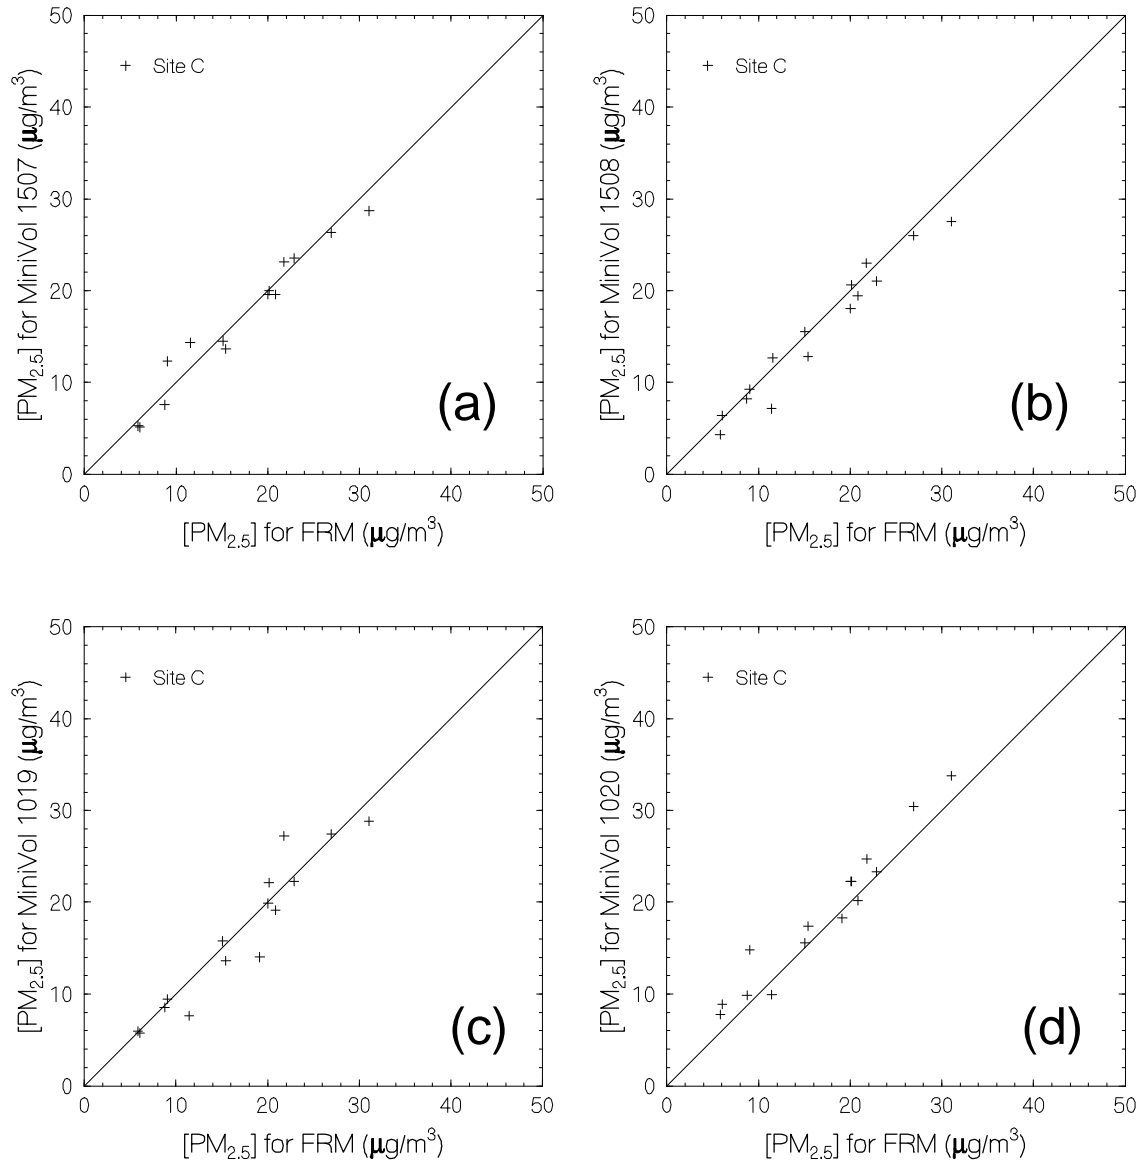 50
40
30
20
10
0
[PM2.5] for MiniVol 1507 (μg/m3)
Site C
(a)
0 10 20 30 40 50
[PM2.5] for FRM (μg/m3)
50
40
30
20
10
0
[PM2.5] for MiniVol 1508 (μg/m3)
Site C
(b)
0 10 20 30 40 50
[PM2.5] for FRM (μg/m3)
50
40
30
20
10
0
[PM2.5] for MiniVol 1019 (μg/m3)
Site C
(c)
0 10 20 30 40 50
[PM2.5] for FRM (μg/m3)
50
40
30
20
10
0
[PM2.5] for MiniVol 1020 (μg/m3)
Site C
(d)
0 10 20 30 40 50
[PM2.5] for FRM (μg/m3)